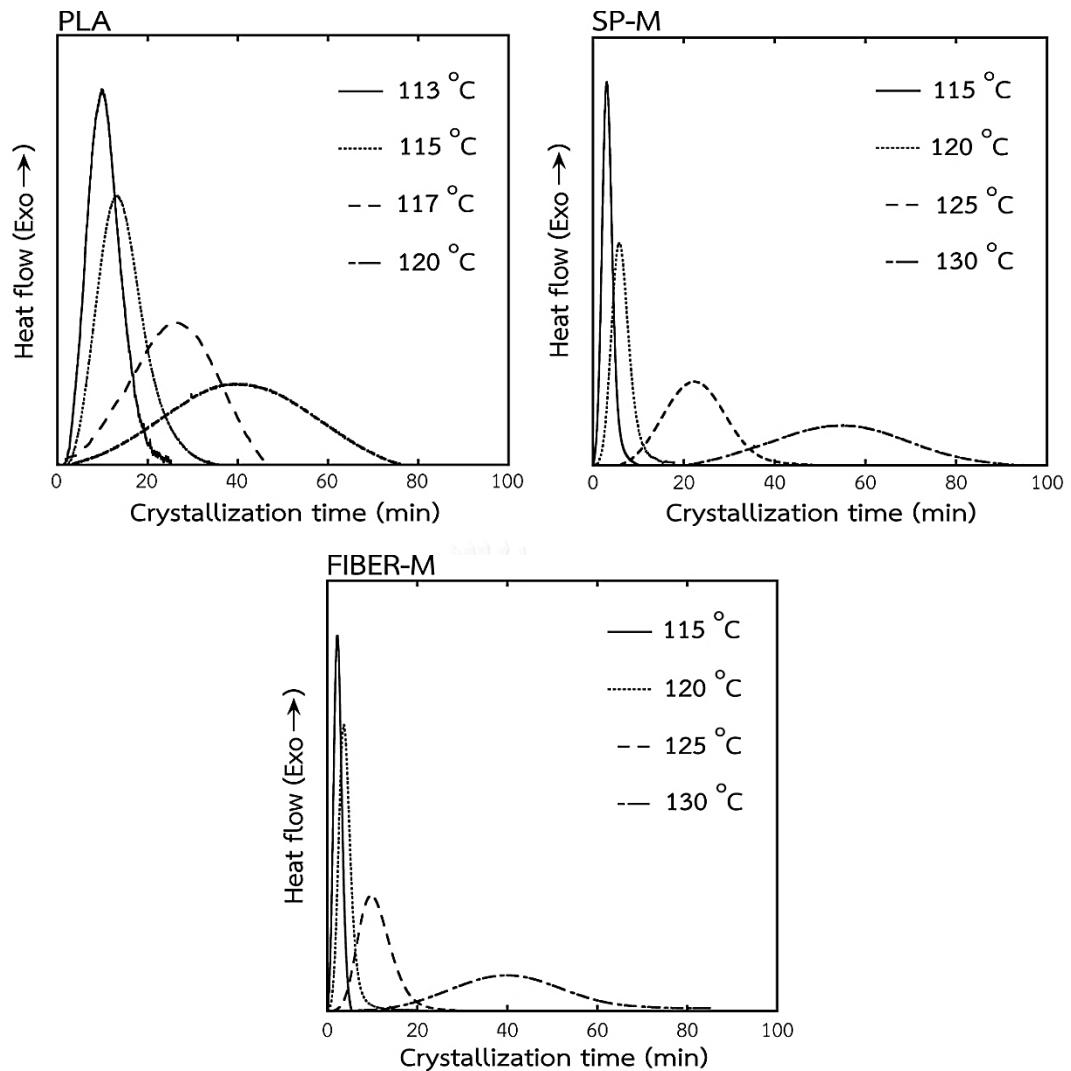 PLA
113 °C
115 °C
117 °C
120 °C
Heat flow (Exo →)
0 20 40 60 80 100
Crystallization time (min)
SP-M
115 °C
120 °C
125 °C
130 °C
Heat flow (Exo →)
0 20 40 60 80 100
Crystallization time (min)
FIBER-M
115 °C
120 °C
125 °C
130 °C
Heat flow (Exo →)
0 20 40 60 80 100
Crystallization time (min)